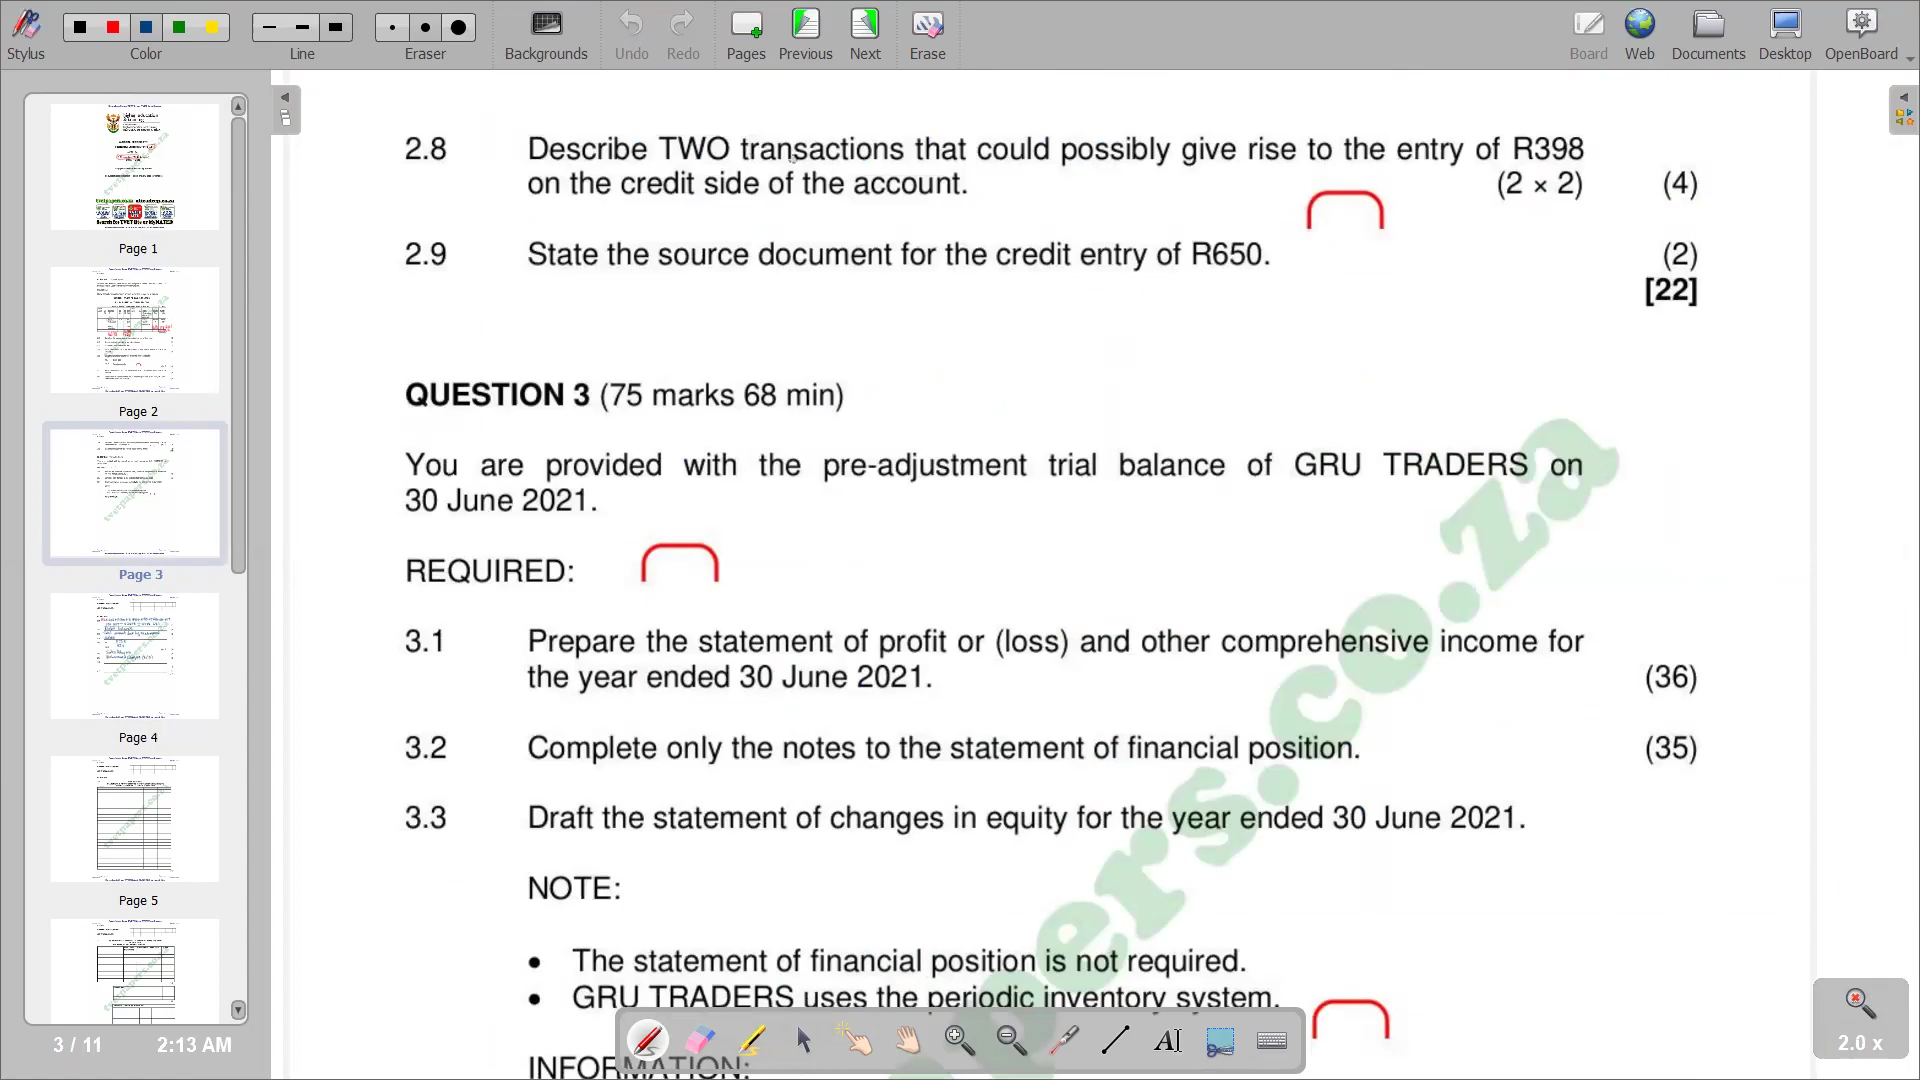 Stylus
Color
Line
Eraser
Backgrounds
Undo
Redo
Pages
Previous
Next
Erase
Board
Web
Documents
Desktop
OpenBoard
Page 1
Page 2
Page 3
Page 4
Page 5
3 / 11
2:13 AM
2.8 Describe TWO transactions that could possibly give rise to the entry of R398
on the credit side of the account. (2 × 2) (4)
2.9 State the source document for the credit entry of R650. (2)
[22]
QUESTION 3 (75 marks 68 min)
You are provided with the pre-adjustment trial balance of GRU TRADERS on
30 June 2021.
REQUIRED:
3.1 Prepare the statement of profit or (loss) and other comprehensive income for
the year ended 30 June 2021. (36)
3.2 Complete only the notes to the statement of financial position. (35)
3.3 Draft the statement of changes in equity for the year ended 30 June 2021.
NOTE:
• The statement of financial position is not required.
• GRU TRADERS uses the periodic inventory system.
INFORMATION:
pers.co.za
2.0 x